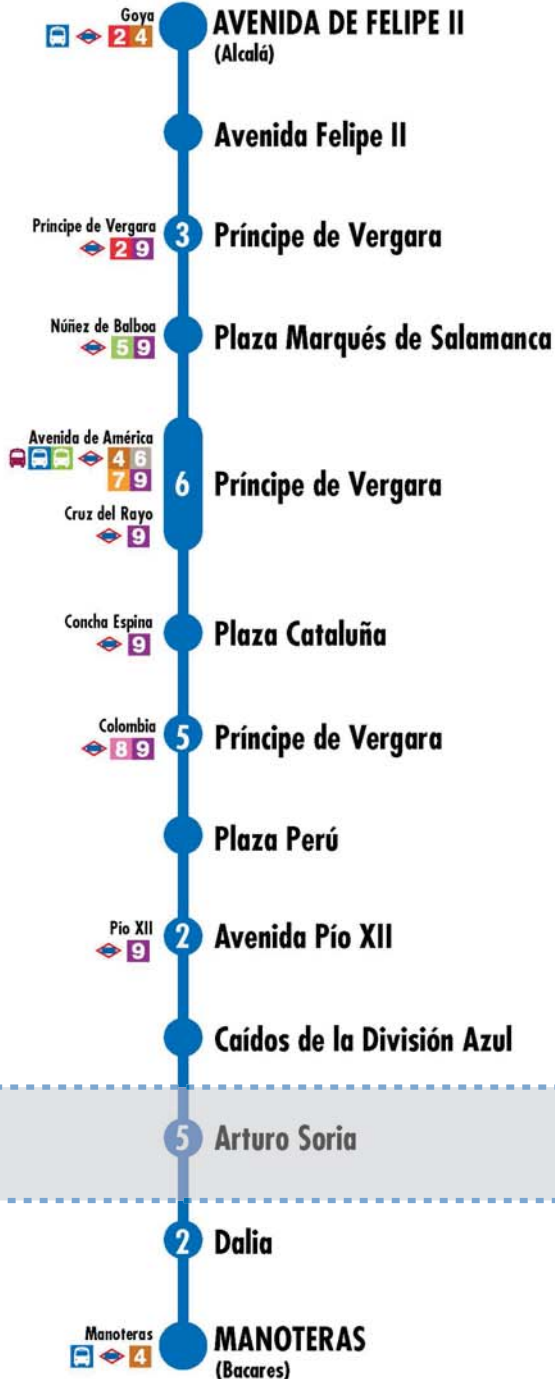 Goya
2 4
AVENIDA DE FELIPE II
(Alcalá)
Avenida Felipe II
Príncipe de Vergara
2 9
3
Príncipe de Vergara
Núñez de Balboa
5 9
Plaza Marqués de Salamanca
Avenida de América
4 6
7 9
Cruz del Rayo
9
6
Príncipe de Vergara
Concha Espina
9
Plaza Cataluña
Colombia
8 9
5
Príncipe de Vergara
Plaza Perú
Pío XII
9
2
Avenida Pío XII
Caídos de la División Azul
5
Arturo Soria
2
Dalia
Manoteras
4
MANOTERAS
(Bacares)